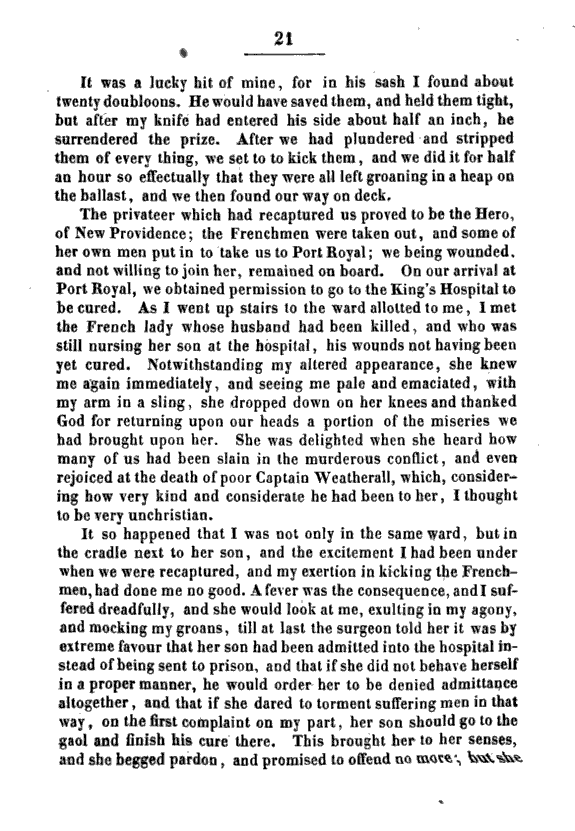 21
It was a lucky hit of mine, for in his sash I found about
twenty doubloons. He would have saved them, and held them tight,
but after my knife had entered his side about half an inch, he
surrendered the prize. After we had plundered and stripped
them of every thing, we set to to kick them, and we did it for half
an hour so effectually that they were all left groaning in a heap on
the ballast, and we then found our way on deck.
The privateer which had recaptured us proved to be the Hero,
of New Providence; the Frenchmen were taken out, and some of
her own men put in to take us to Port Royal; we being wounded,
and not willing to join her, remained on board. On our arrival at
Port Royal, we obtained permission to go to the King's Hospital to
be cured. As I went up stairs to the ward allotted to me, I met
the French lady whose husband had been killed, and who was
still nursing her son at the hospital, his wounds not having been
yet cured. Notwithstanding my altered appearance, she knew
me again immediately, and seeing me pale and emaciated, with
my arm in a sling, she dropped down on her knees and thanked
God for returning upon our heads a portion of the miseries we
had brought upon her. She was delighted when she heard how
many of us had been slain in the murderous conflict, and even
rejoiced at the death of poor Captain Weatherall, which, consider-
ing how very kind and considerate he had been to her, I thought
to be very unchristian.
It so happened that I was not only in the same ward, but in
the cradle next to her son, and the excitement I had been under
when we were recaptured, and my exertion in kicking the French-
men, had done me no good. A fever was the consequence, and I suf-
fered dreadfully, and she would look at me, exulting in my agony,
and mocking my groans, till at last the surgeon told her it was by
extreme favour that her son had been admitted into the hospital in-
stead of being sent to prison, and that if she did not behave herself
in a proper manner, he would order her to be denied admittance
altogether, and that if she dared to torment suffering men in that
way, on the first complaint on my part, her son should go to the
gaol and finish his cure there. This brought her to her senses,
and she begged pardon, and promised to offend no more; but she